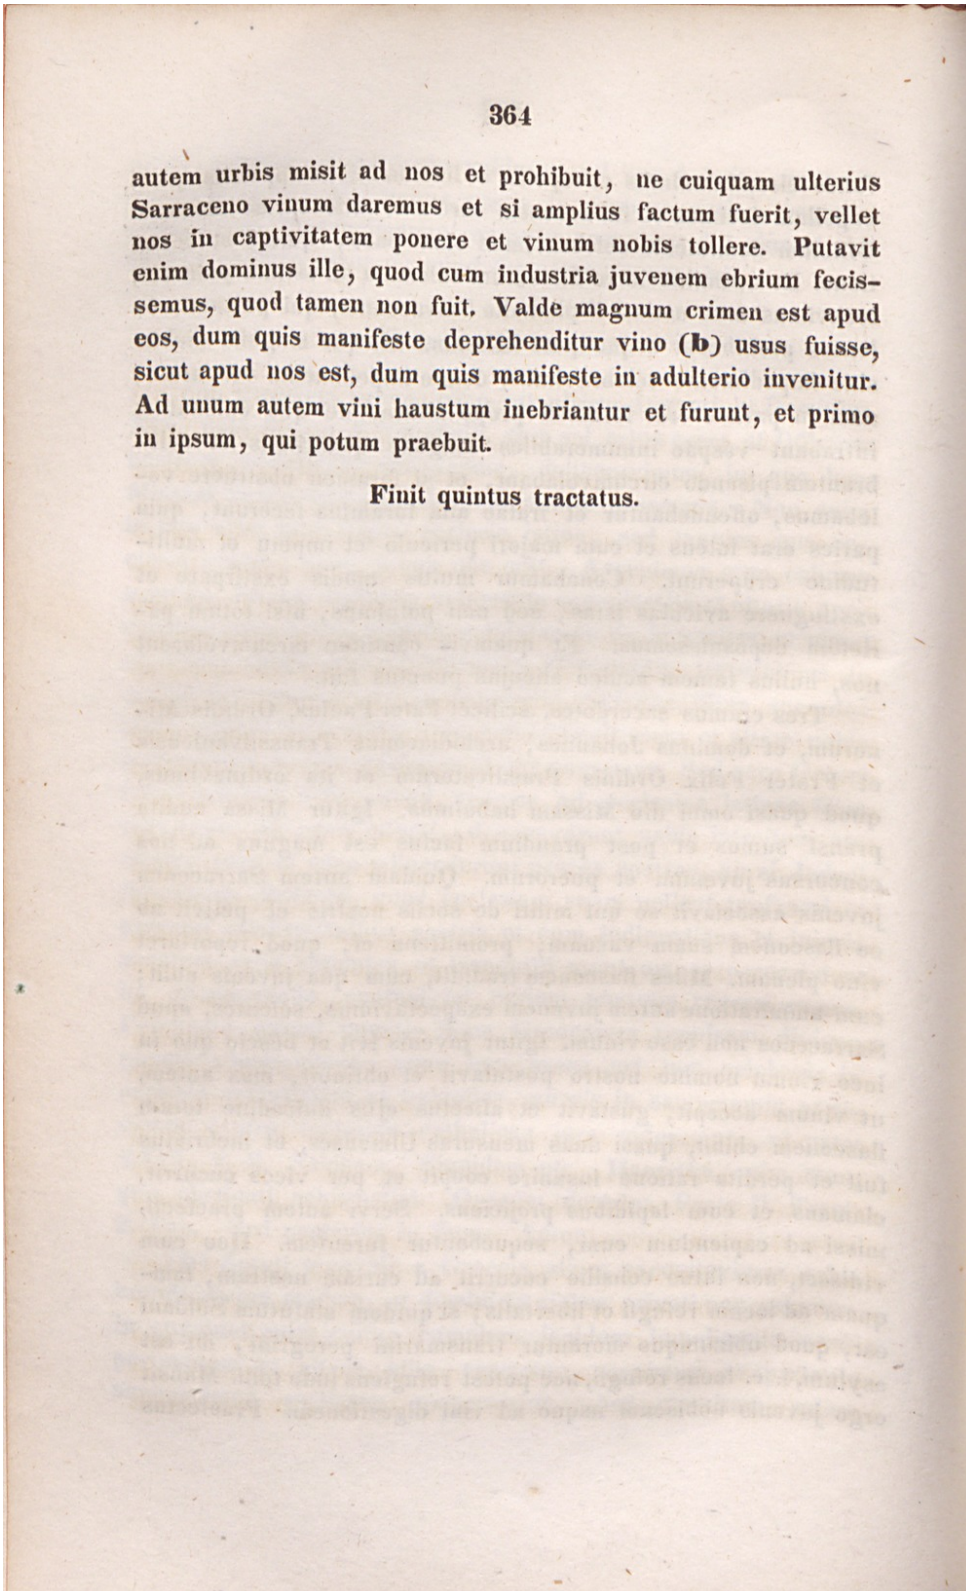 364
autem urbis misit ad nos et prohibuit, ne cuiquam ulterius
Sarraceno vinum daremus et si amplius factum fuerit, vellet
nos in captivitatem ponere et vinum nobis tollere. Putavit
enim dominus ille, quod cum industria juvenem ebrium fecis-
semus, quod tamen non fuit. Valde magnum crimen est apud
eos, dum quis manifeste deprehenditur vino (b) usus fuisse,
sicut apud nos est, dum quis manifeste in adulterio invenitur.
Ad unum autem vini haustum inebriantur et furunt, et primo
in ipsum, qui potum praebuit.
Finit quintus tractatus.